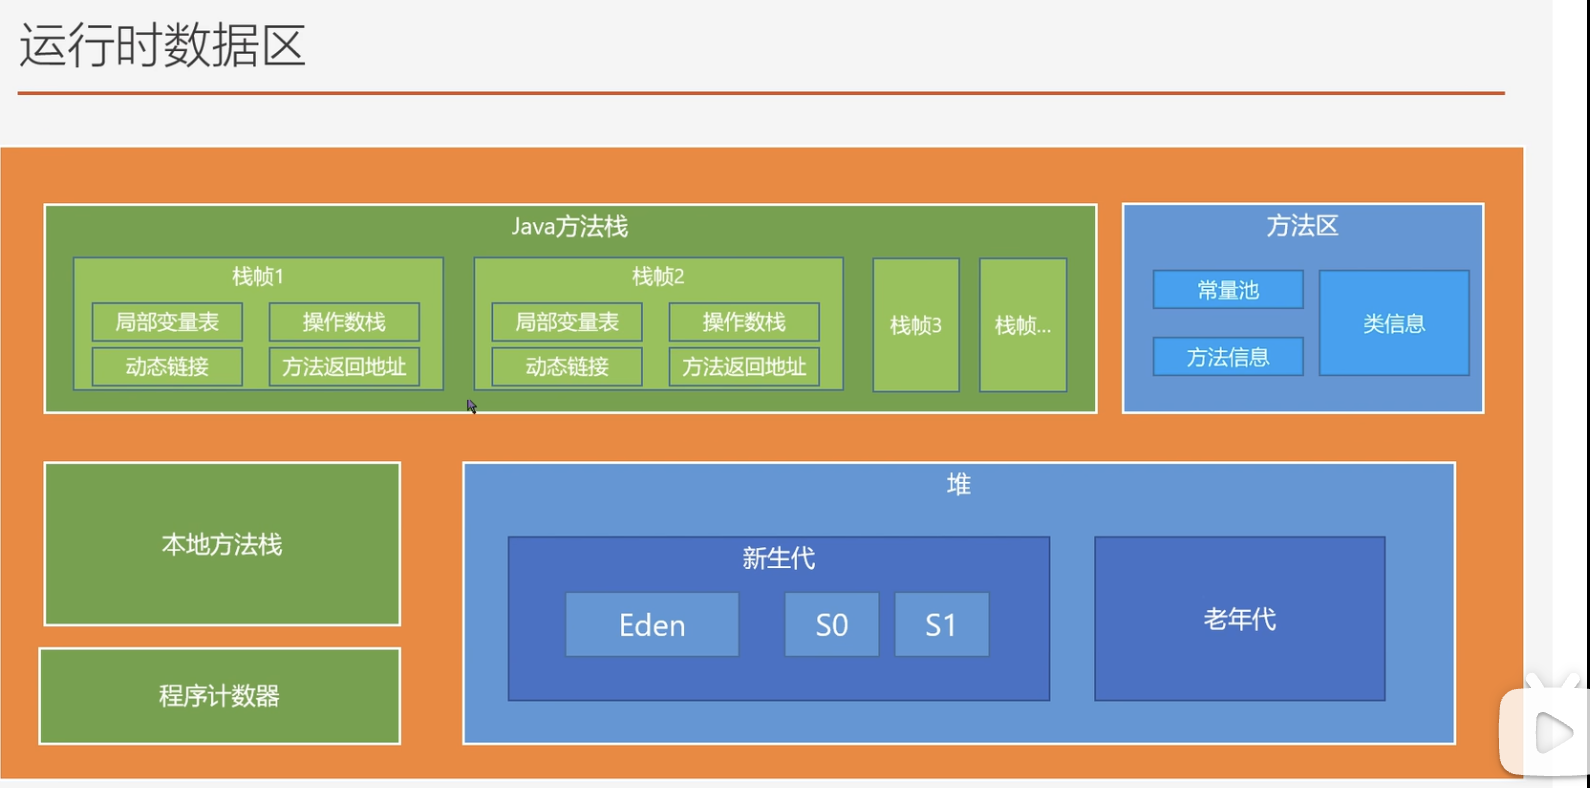 运行时数据区
Java方法栈
栈帧1
局部变量表
操作数栈
动态链接
方法返回地址
栈帧2
局部变量表
操作数栈
动态链接
方法返回地址
栈帧3
栈帧...
方法区
常量池
方法信息
类信息
本地方法栈
程序计数器
堆
新生代
Eden
S0
S1
老年代